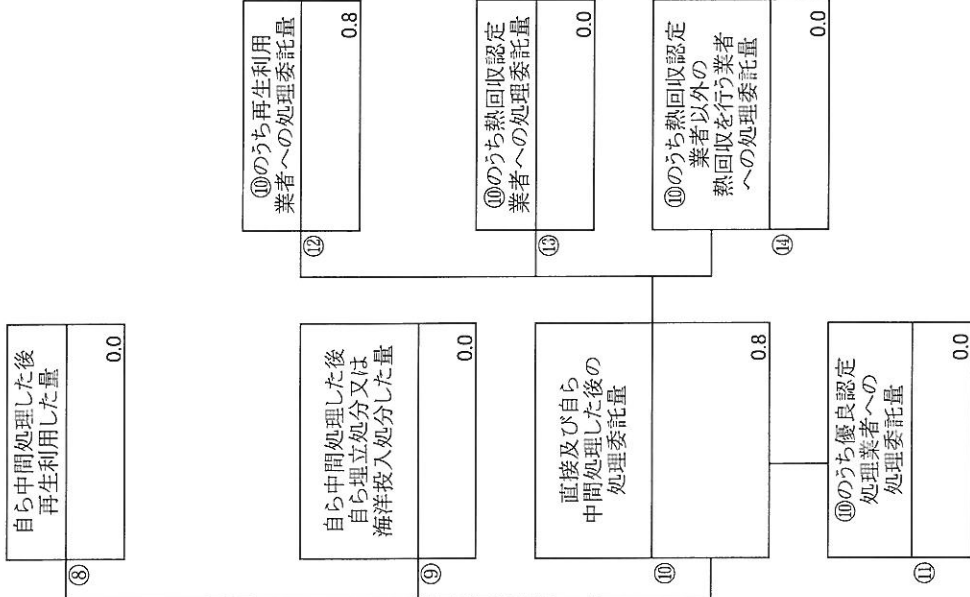 ⑧
自ら中間処理した後
再生利用した量
0.0
⑨
自ら中間処理した後
自ら埋立処分又は
海洋投入処分した量
0.0
⑩
直接及び自ら
中間処理した後の
処理委託量
0.8
⑪
⑩のうち優良認定
処理業者への
処理委託量
0.0
⑫
⑩のうち再生利用
業者への処理委託量
0.8
⑬
⑩のうち熱回収認定
業者への処理委託量
0.0
⑭
⑩のうち熱回収認定
業者以外の
熱回収を行う業者
への処理委託量
0.0